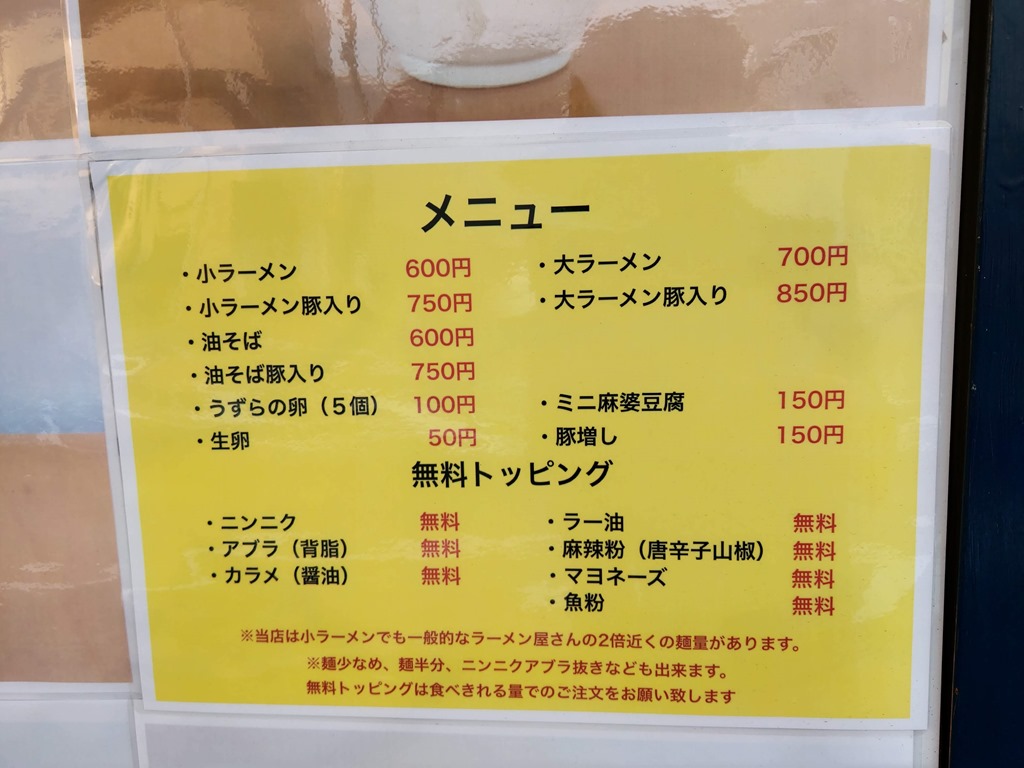 メニュー
・小ラーメン 600円 ・大ラーメン 700円
・小ラーメン豚入り 750円 ・大ラーメン豚入り 850円
・油そば 600円
・油そば豚入り 750円
・うずらの卵（５個） 100円 ・ミニ麻婆豆腐 150円
・生卵 50円 ・豚増し 150円
無料トッピング
・ニンニク 無料 ・ラー油 無料
・アブラ（背脂） 無料 ・麻辣粉（唐辛子山椒） 無料
・カラメ（醤油） 無料 ・マヨネーズ 無料
・魚粉 無料
※当店は小ラーメンでも一般的なラーメン屋さんの2倍近くの麺量があります。
※麺少なめ、麺半分、ニンニクアブラ抜きなども出来ます。
無料トッピングは食べきれる量でのご注文をお願い致します